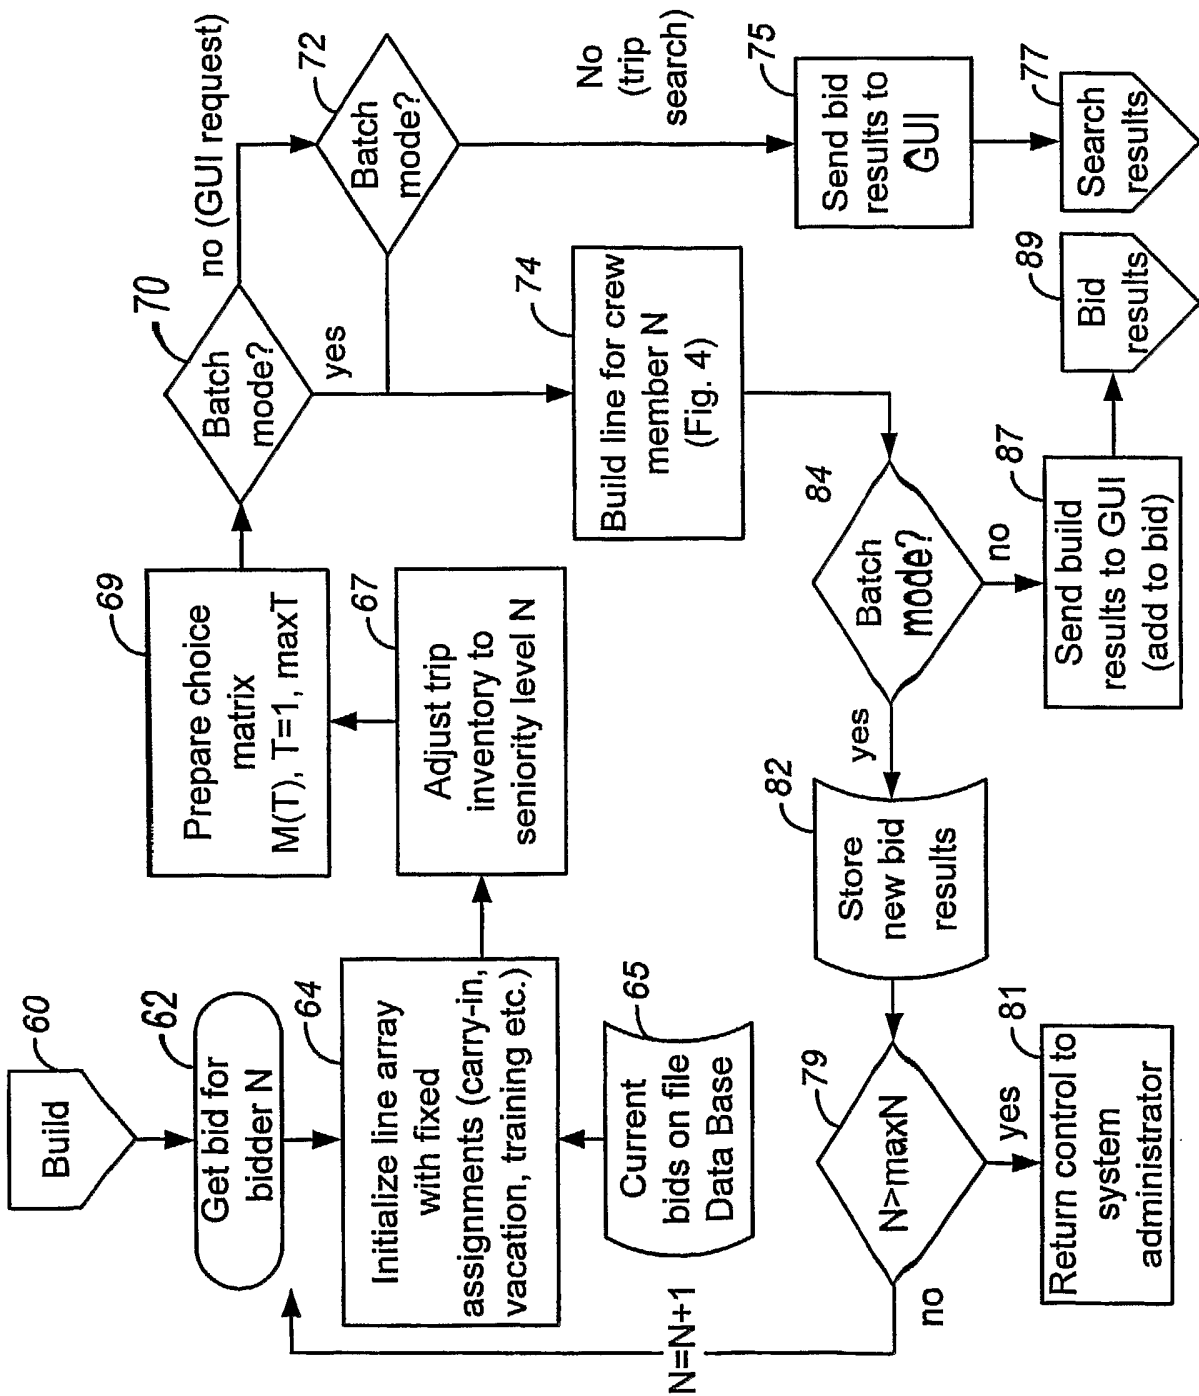 60
Build
62
Get bid for
bidder N
64
Initialize line array
with fixed
assignments (carry-in,
vacation, training etc.)
65
Current
bids on file
Data Base
67
Adjust trip
inventory to
seniority level N
69
Prepare choice
matrix
M(T), T=1, maxT
70
Batch
mode?
no (GUI request)
yes
72
Batch
mode?
No
(trip
search)
74
Build line for crew
member N
(Fig. 4)
75
Send bid
results to
GUI
77
Search
results
84
Batch
mode?
no
yes
87
Send build
results to GUI
(add to bid)
89
Bid
results
82
Store
new bid
results
79
N>maxN
yes
no
81
Return control to
system
administrator
N=N+1